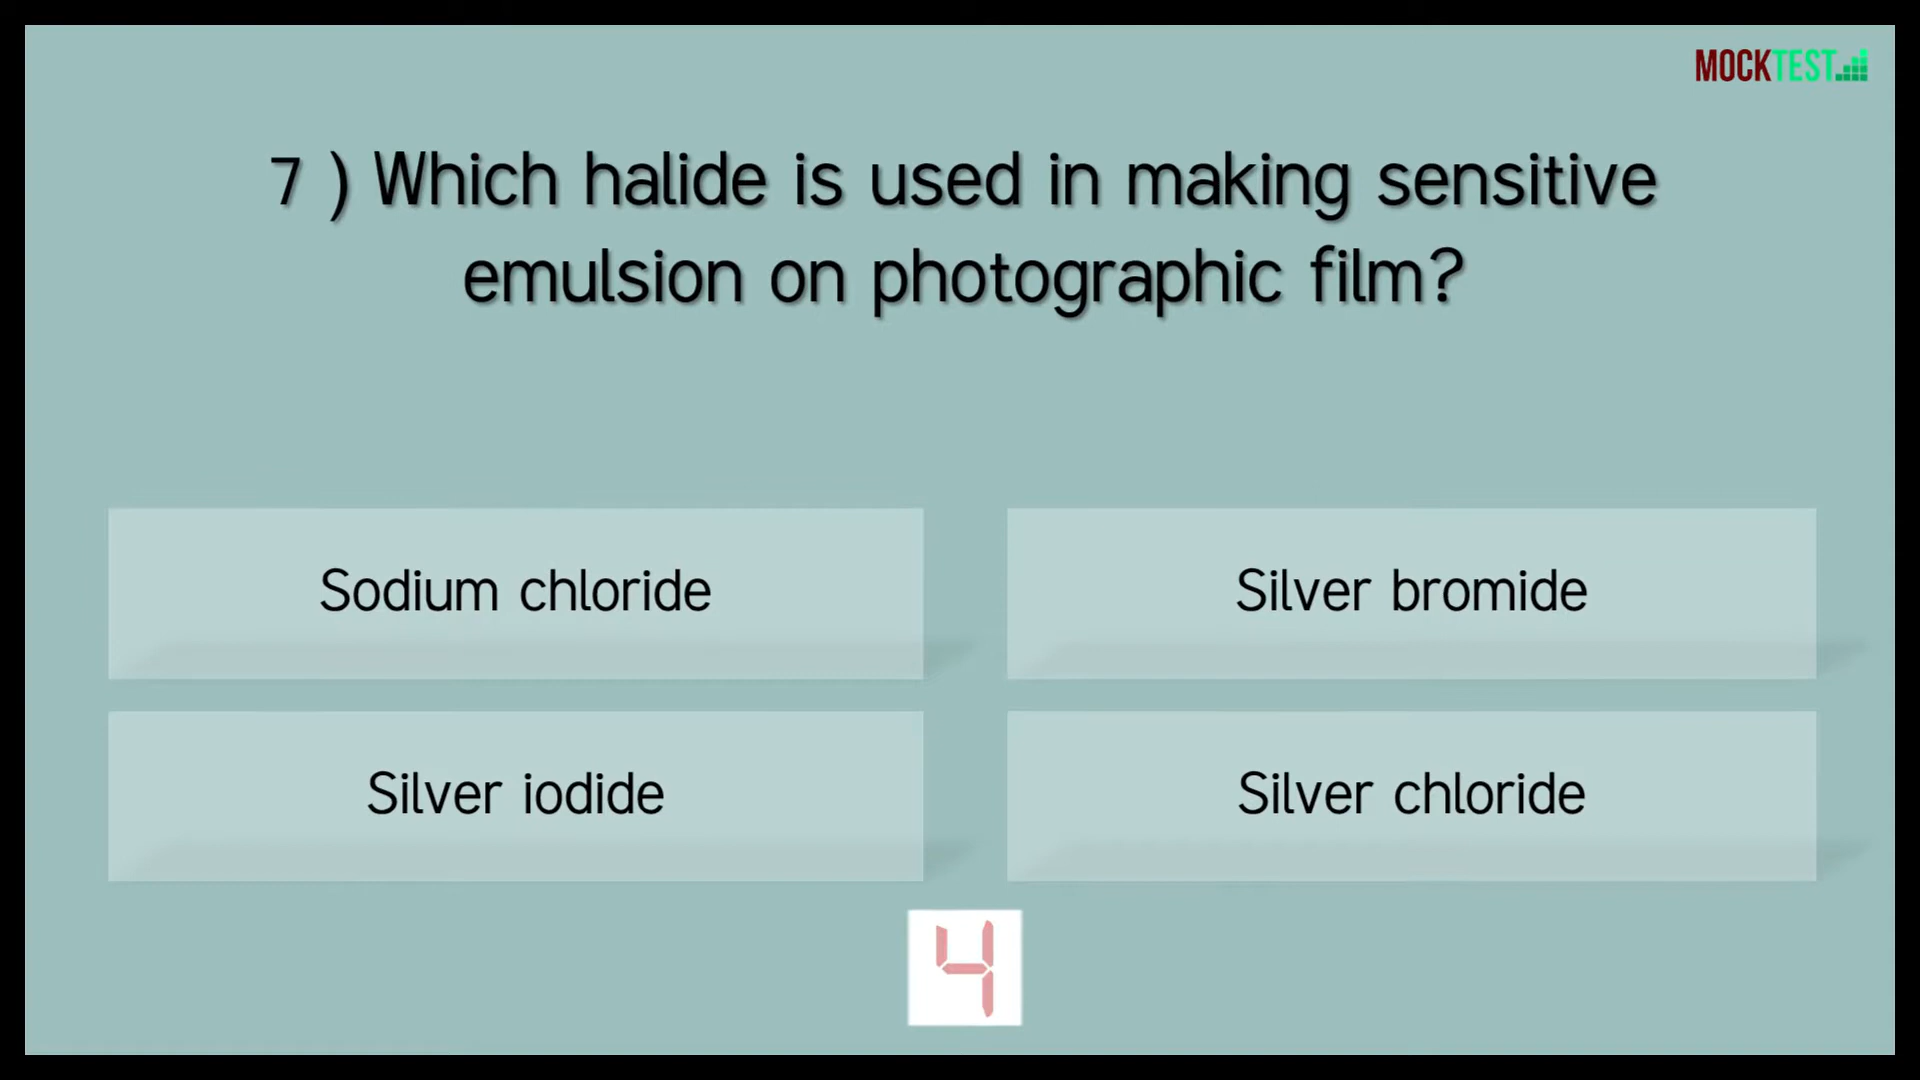 MOCKTEST
7 ) Which halide is used in making sensitive
emulsion on photographic film?
Sodium chloride
Silver bromide
Silver iodide
Silver chloride
4